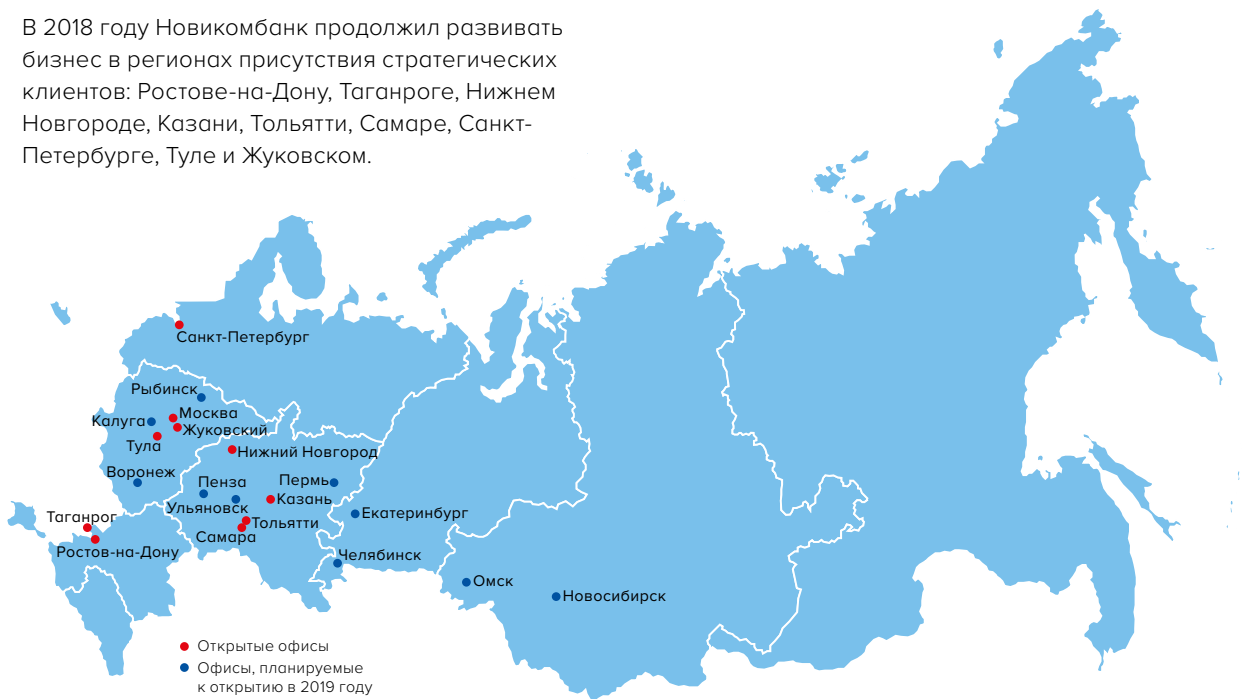 В 2018 году Новикомбанк продолжил развивать
бизнес в регионах присутствия стратегических
клиентов: Ростове-на-Дону, Таганроге, Нижнем
Новгороде, Казани, Тольятти, Самаре, Санкт-
Петербурге, Туле и Жуковском.
Санкт-Петербург
Рыбинск
Москва
Калуга
Жуковский
Тула
Нижний Новгород
Воронеж
Пенза
Пермь
Казань
Ульяновск
Екатеринбург
Таганрог
Тольятти
Самара
Ростов-на-Дону
Челябинск
Омск
Новосибирск
Открытые офисы
Офисы, планируемые
к открытию в 2019 году